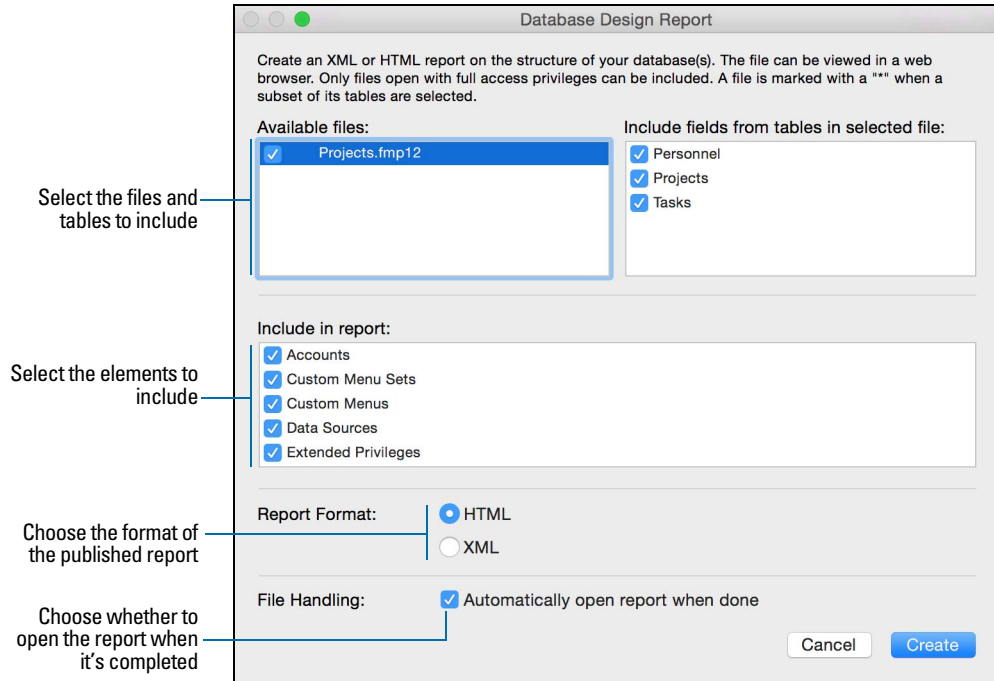 Database Design Report
Create an XML or HTML report on the structure of your database(s). The file can be viewed in a web
browser. Only files open with full access privileges can be included. A file is marked with a "*" when a
subset of its tables are selected.
Available files:
Projects.fmp12
Include fields from tables in selected file:
Personnel
Projects
Tasks
Select the files and
tables to include
Include in report:
Accounts
Custom Menu Sets
Custom Menus
Data Sources
Extended Privileges
Select the elements to
include
Report Format:
HTML
XML
Choose the format of
the published report
File Handling:
Automatically open report when done
Choose whether to
open the report when
it's completed
Cancel
Create